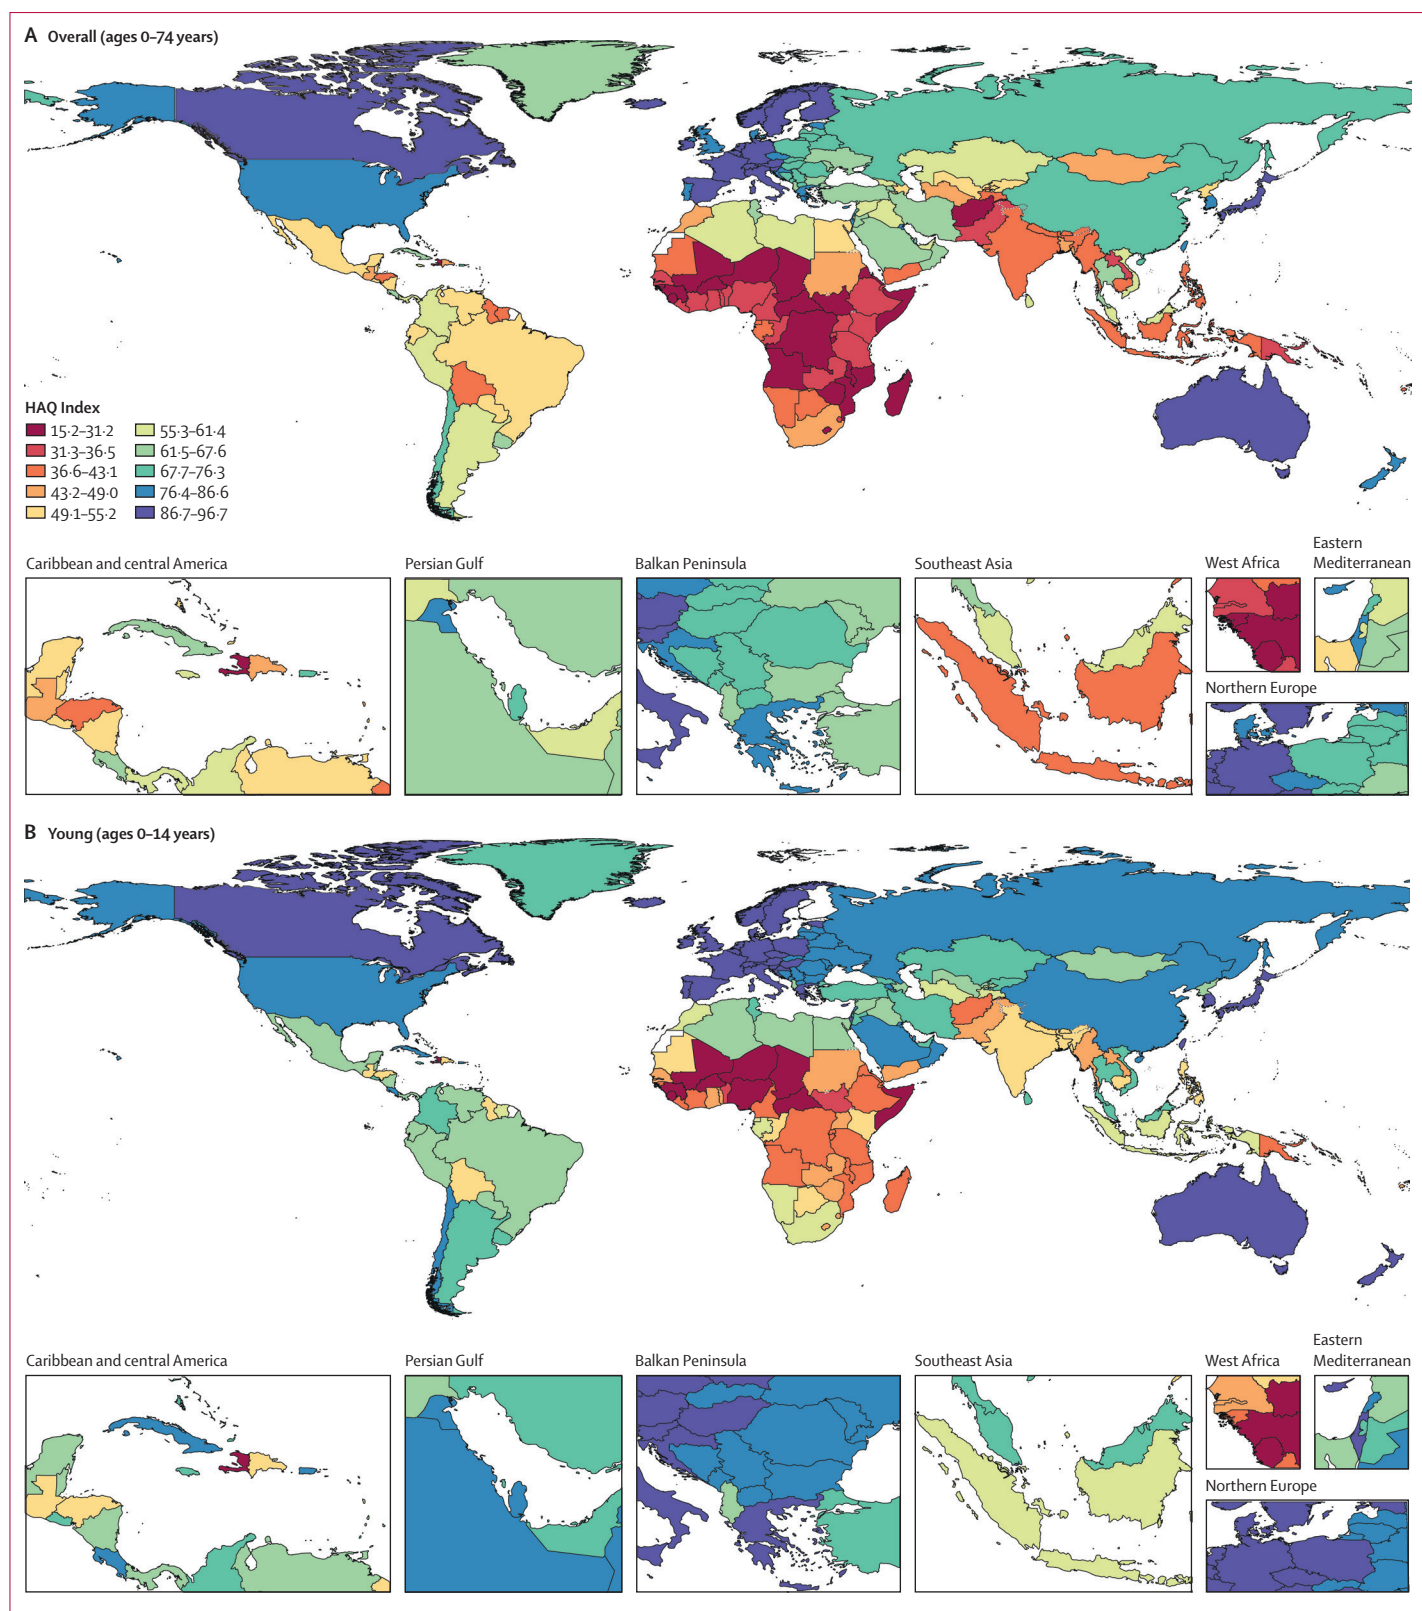 A Overall (ages 0–74 years)
HAQ Index
15·2–31·2
31·3–36·5
36·6–43·1
43·2–49·0
49·1–55·2
55·3–61·4
61·5–67·6
67·7–76·3
76·4–86·6
86·7–96·7
Caribbean and central America
Persian Gulf
Balkan Peninsula
Southeast Asia
West Africa
Eastern
Mediterranean
Northern Europe
B Young (ages 0–14 years)
Caribbean and central America
Persian Gulf
Balkan Peninsula
Southeast Asia
West Africa
Eastern
Mediterranean
Northern Europe